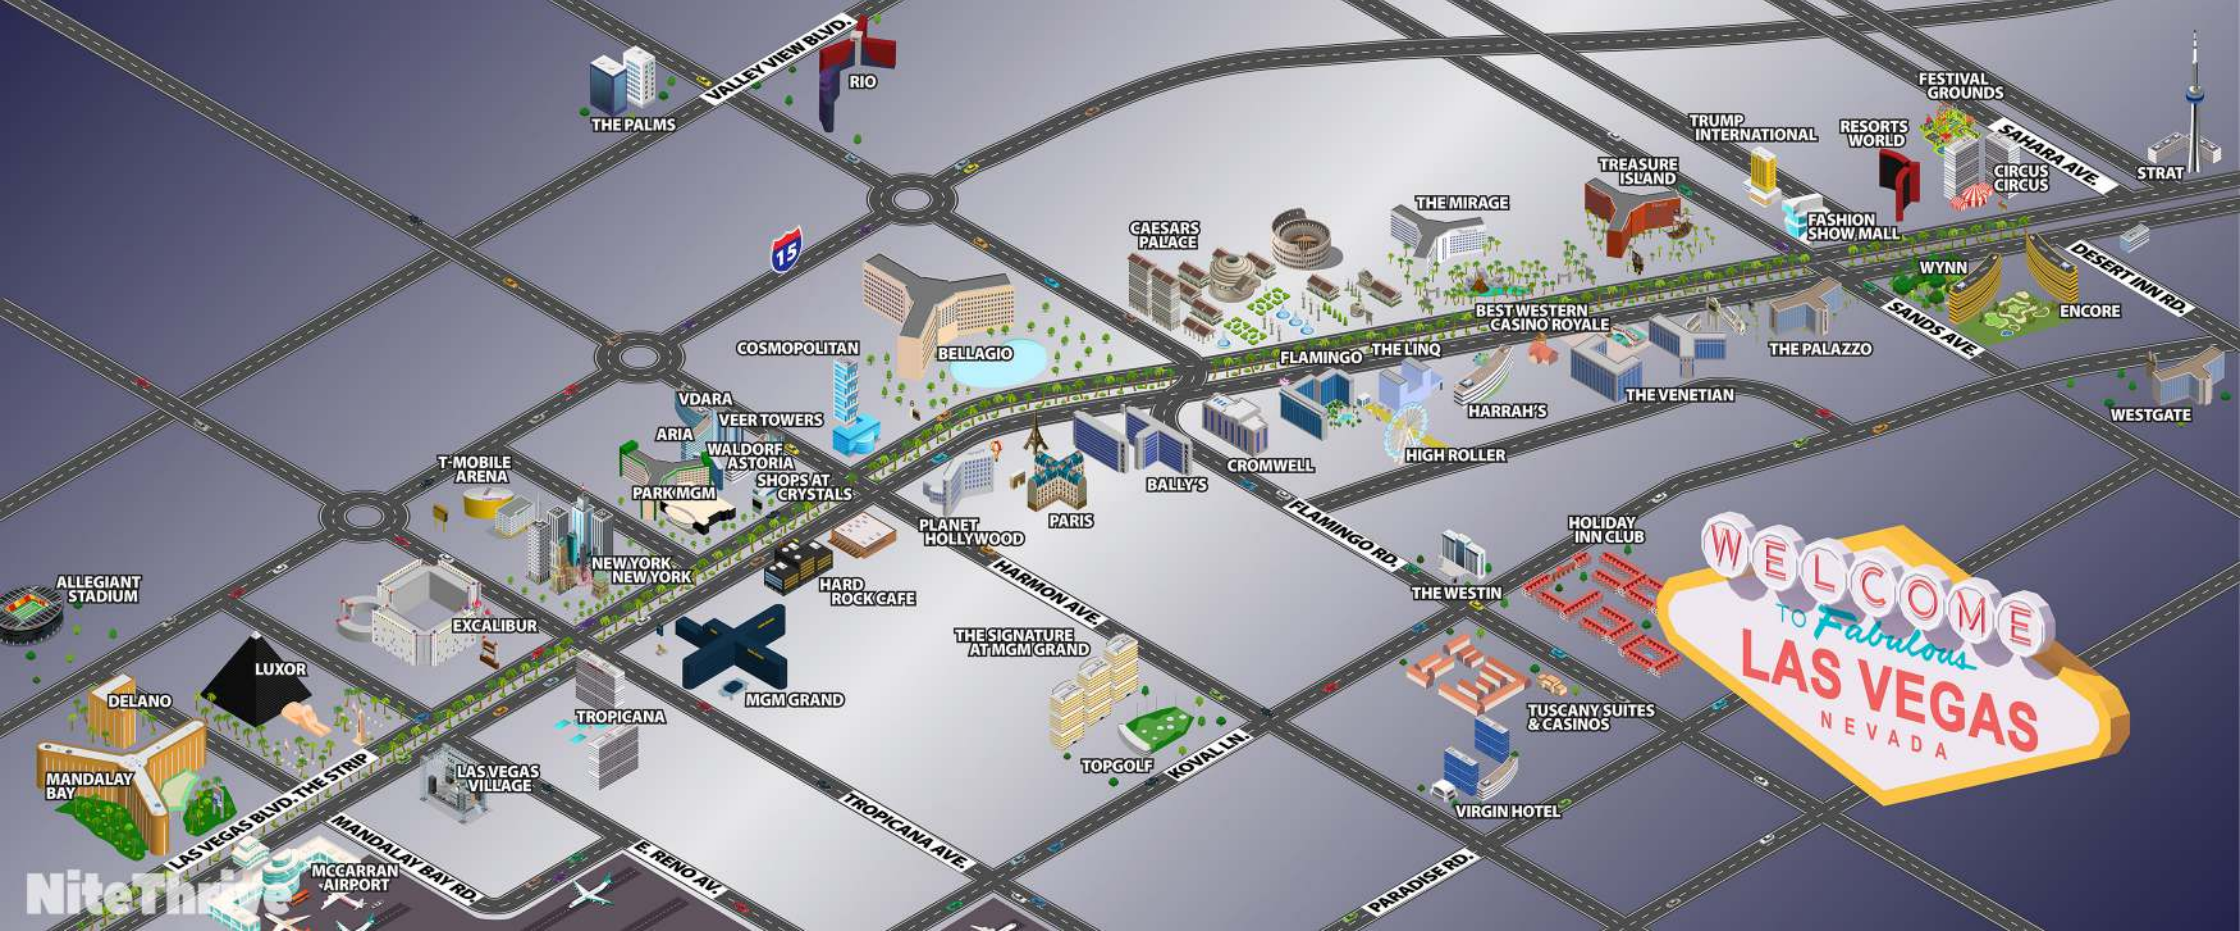 VALLEY VIEW BLVD.
RIO
THE PALMS
FESTIVAL
GROUNDS
TRUMP
INTERNATIONAL
RESORTS
WORLD
SAHARA AVE.
STRAT
CIRCUS
CIRCUS
TREASURE
ISLAND
THE MIRAGE
FASHION
SHOW MALL
CAESARS
PALACE
15
WYNN
DESERT INN RD.
ENCORE
SANDS AVE.
BEST WESTERN
CASINO ROYALE
THE PALAZZO
COSMOPOLITAN
BELLAGIO
FLAMINGO
THE LINQ
THE VENETIAN
HARRAH'S
WESTGATE
VDARA
VEER TOWERS
ARIA
WALDORF
ASTORIA
HIGH ROLLER
CROMWELL
T-MOBILE
ARENA
PARK MGM
SHOPS AT
CRYSTALS
BALLY'S
PLANET
HOLLYWOOD
PARIS
FLAMINGO RD.
HOLIDAY
INN CLUB
NEW YORK
NEW YORK
HARD
ROCK CAFE
HARMON AVE.
THE WESTIN
ALLEGIANT
STADIUM
EXCALIBUR
WELCOME
TO Fabulous
LAS VEGAS
NEVADA
THE SIGNATURE
AT MGM GRAND
LUXOR
DELANO
MGM GRAND
TROPICANA
TUSCANY SUITES
& CASINOS
TOPGOLF
KOVAL LN.
MANDALAY
BAY
LAS VEGAS
VILLAGE
LAS VEGAS BLVD. THE STRIP
VIRGIN HOTEL
TROPICANA AVE.
MANDALAY BAY RD.
E. RENO AV.
PARADISE RD.
MCCARRAN
AIRPORT
NiteThrive